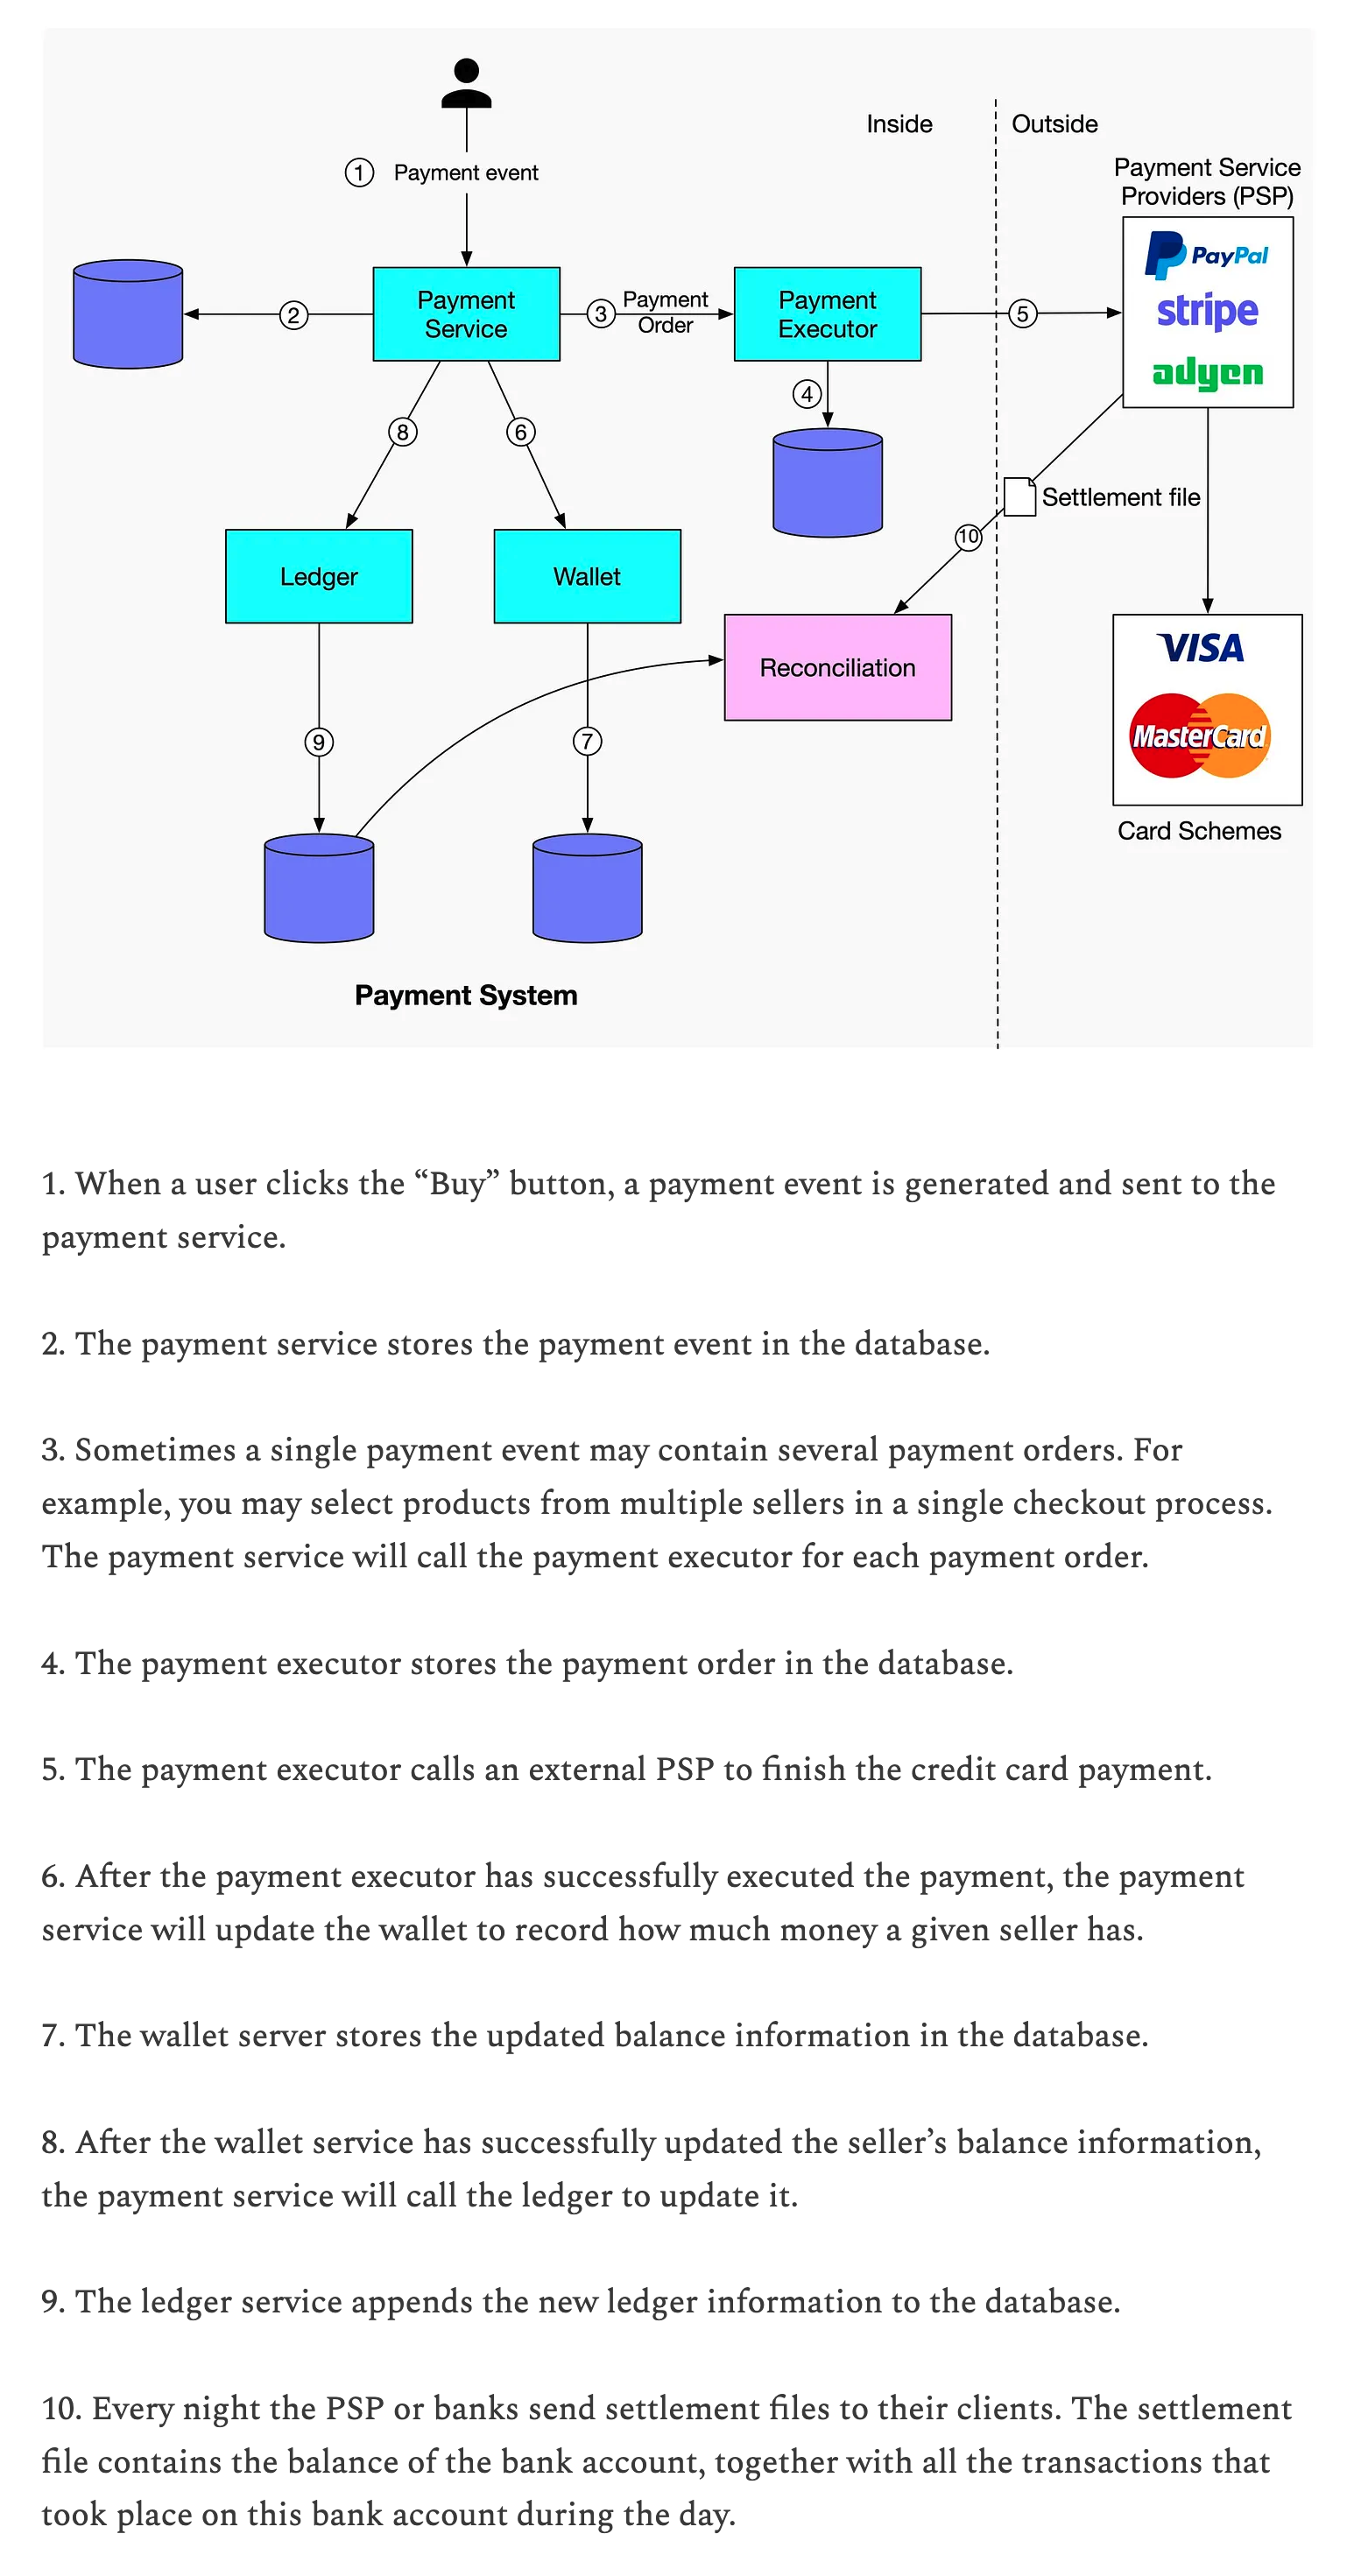 Inside
Outside
1
Payment event
Payment Service
Providers (PSP)
PayPal
stripe
adyen
2
Payment
Service
3
Payment
Order
Payment
Executor
5
4
8
6
Settlement file
10
Ledger
Wallet
Reconciliation
VISA
MasterCard
Card Schemes
9
7
Payment System
1. When a user clicks the “Buy” button, a payment event is generated and sent to the
payment service.
2. The payment service stores the payment event in the database.
3. Sometimes a single payment event may contain several payment orders. For
example, you may select products from multiple sellers in a single checkout process.
The payment service will call the payment executor for each payment order.
4. The payment executor stores the payment order in the database.
5. The payment executor calls an external PSP to finish the credit card payment.
6. After the payment executor has successfully executed the payment, the payment
service will update the wallet to record how much money a given seller has.
7. The wallet server stores the updated balance information in the database.
8. After the wallet service has successfully updated the seller’s balance information,
the payment service will call the ledger to update it.
9. The ledger service appends the new ledger information to the database.
10. Every night the PSP or banks send settlement files to their clients. The settlement
file contains the balance of the bank account, together with all the transactions that
took place on this bank account during the day.